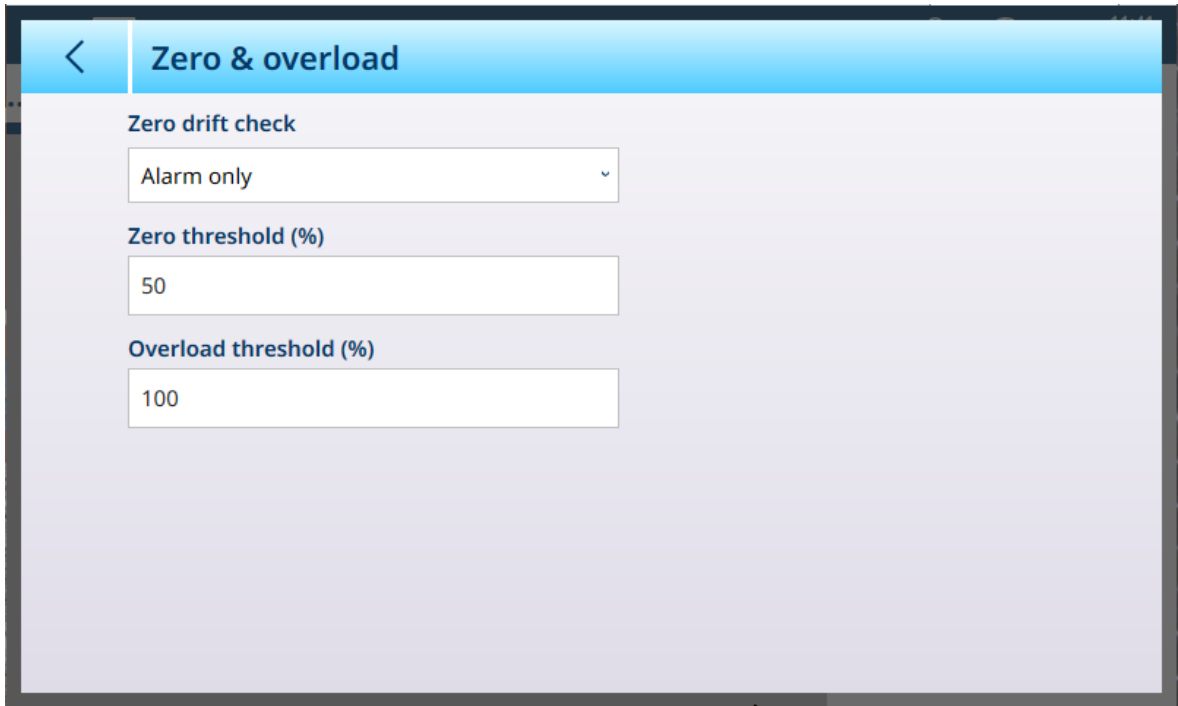 Zero & overload
Zero drift check
Alarm only
Zero threshold (%)
50
Overload threshold (%)
100